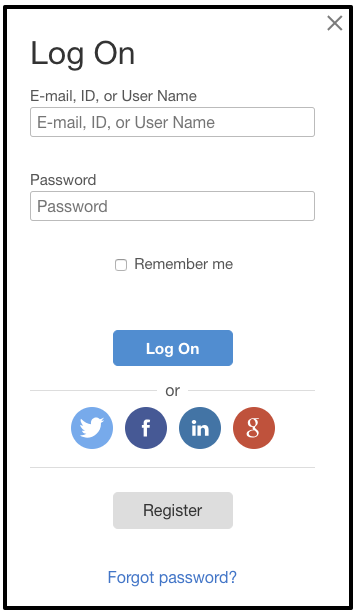 Log On
E-mail, ID, or User Name
E-mail, ID, or User Name
Password
Password
Remember me
Log On
or
f in g
Register
Forgot password?